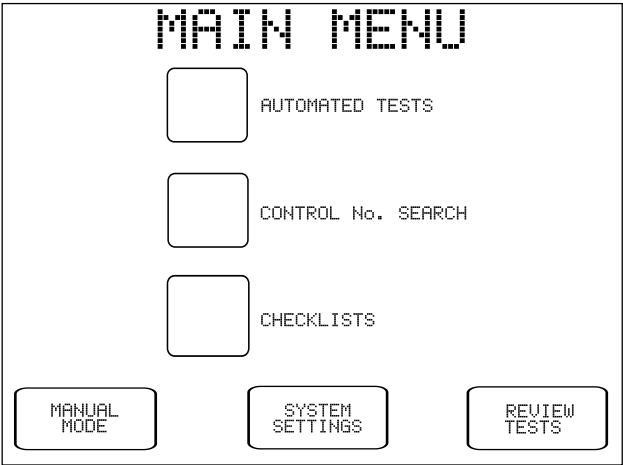 MAIN MENU
AUTOMATED TESTS
CONTROL No. SEARCH
CHECKLISTS
MANUAL
MODE
SYSTEM
SETTINGS
REVIEW
TESTS